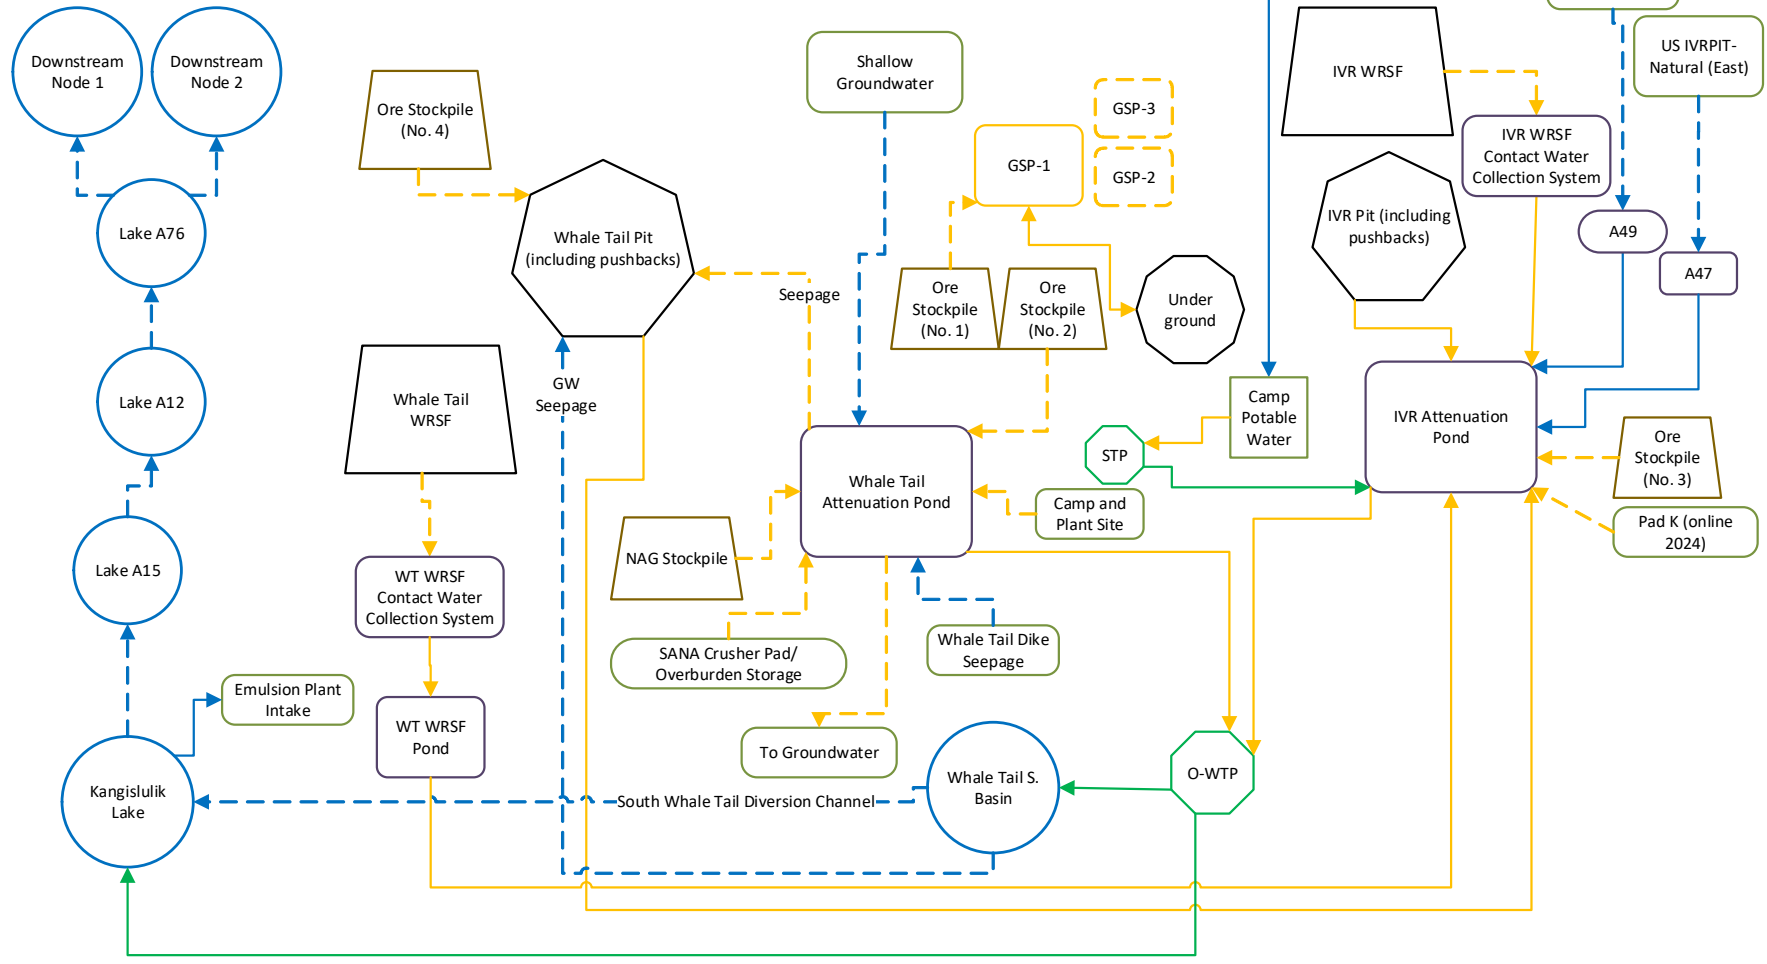 Downstream
Node 1
Downstream
Node 2
Lake A76
Lake A12
Lake A15
Kangislulik
Lake
Emulsion Plant
Intake
Ore Stockpile
(No. 4)
Whale Tail Pit
(including pushbacks)
Whale Tail
WRSF
WT WRSF
Contact Water
Collection System
WT WRSF
Pond
GW
Seepage
Seepage
Shallow
Groundwater
GSP-3
GSP-1
GSP-2
Ore
Stockpile
(No. 1)
Ore
Stockpile
(No. 2)
Under
ground
Whale Tail
Attenuation Pond
NAG Stockpile
SANA Crusher Pad/
Overburden Storage
Whale Tail Dike
Seepage
To Groundwater
South Whale Tail Diversion Channel
Whale Tail S.
Basin
O-WTP
Camp and
Plant Site
STP
Camp
Potable
Water
IVR WRSF
IVR WRSF
Contact Water
Collection System
IVR Pit (including
pushbacks)
US IVRPIT-
Natural (East)
A49
A47
IVR Attenuation
Pond
Ore
Stockpile
(No. 3)
Pad K (online
2024)